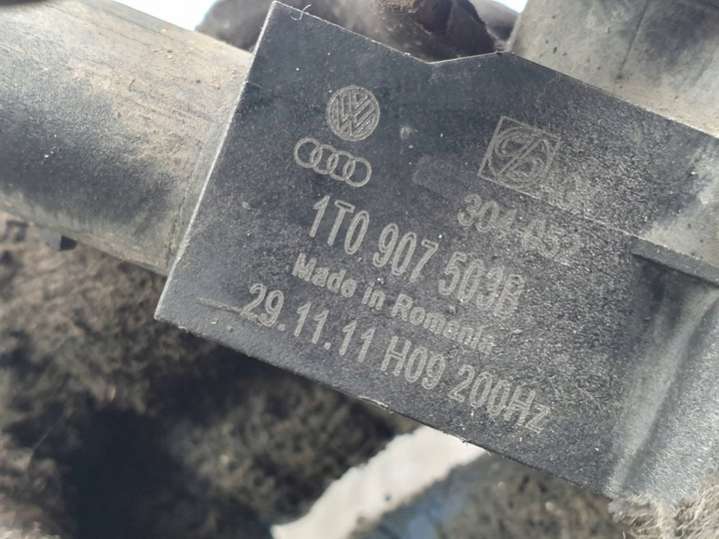 304-052
1T0 907 503B
Made in Romania
29.11.11 H09 200Hz